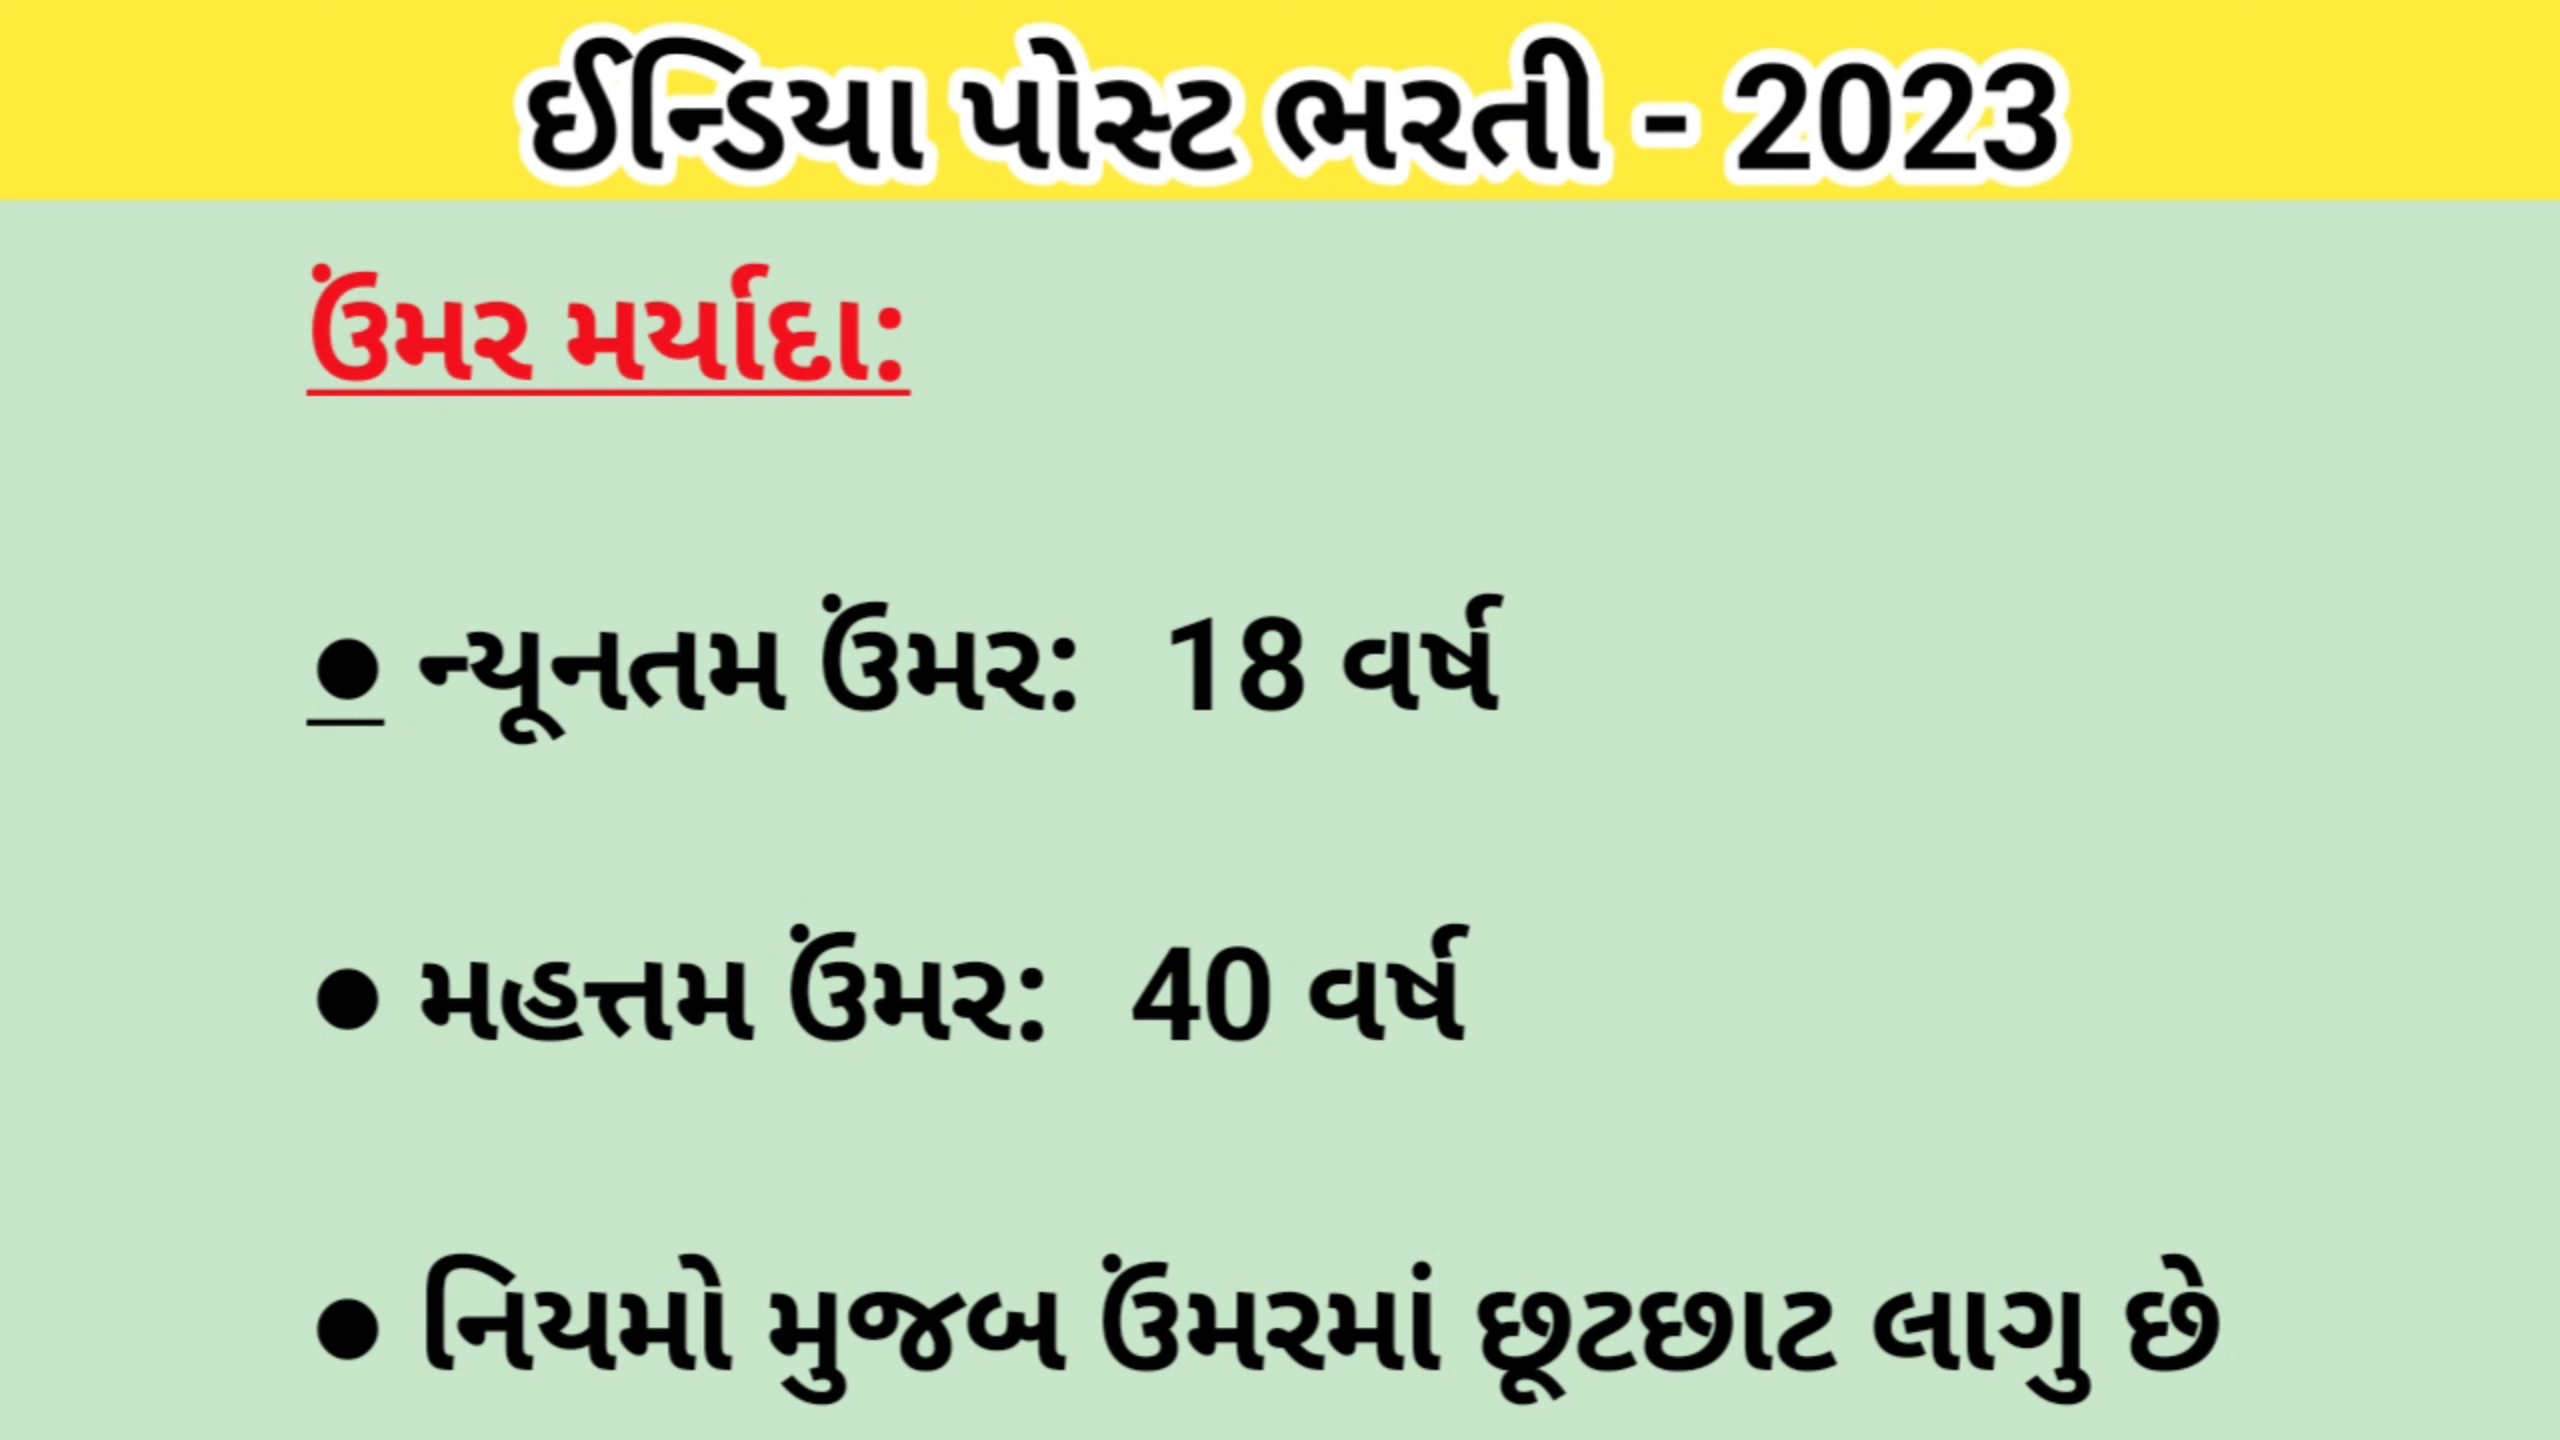 ઈન્ડિયા પોસ્ટ ભરતી - 2023
ઉંમર મર્યાદા:
● ન્યૂનતમ ઉંમર: 18 વર્ષ
● મહત્તમ ઉંમર: 40 વર્ષ
● નિયમો મુજબ ઉંમરમાં છૂટછાટ લાગુ છે